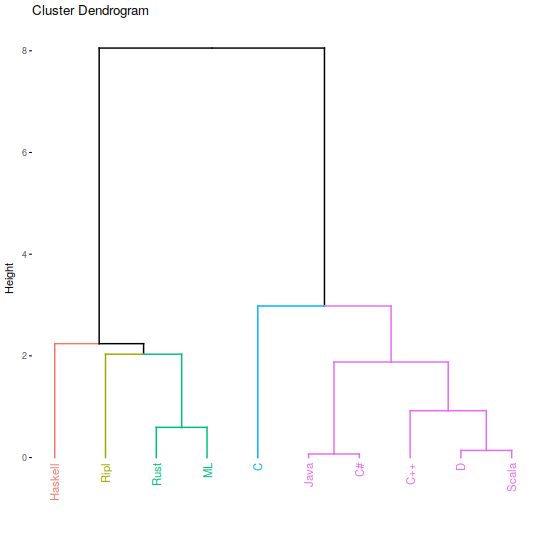 Cluster Dendrogram
Height
8
6
4
2
0
Haskell
Ripl
Rust
ML
C
Java
C#
C++
D
Scala